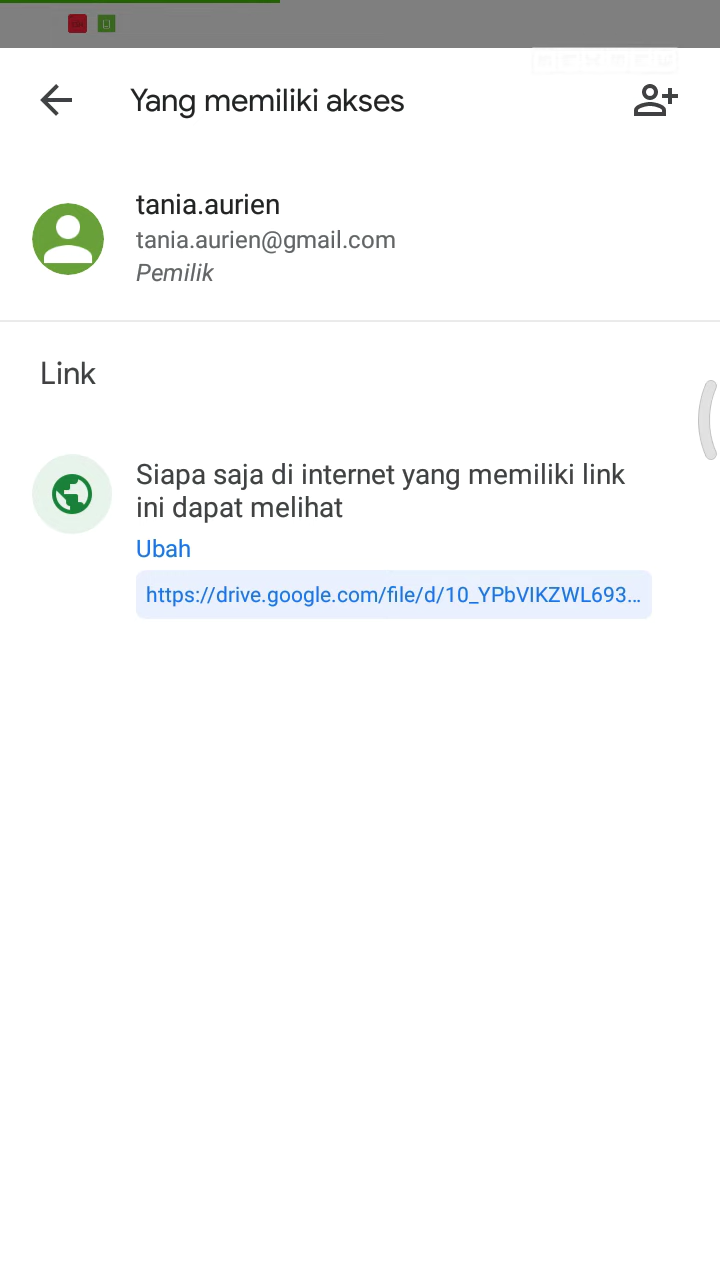 Yang memiliki akses
tania.aurien
tania.aurien@gmail.com
Pemilik
Link
Siapa saja di internet yang memiliki link
ini dapat melihat
Ubah
https://drive.google.com/file/d/10_YPbVIKZWL693...